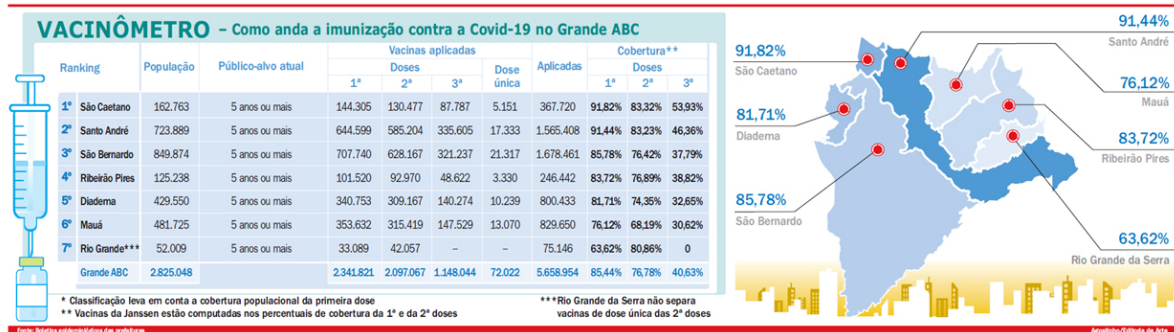 VACINÔMETRO – Como anda a imunização contra a Covid-19 no Grande ABC
Ranking População Público-alvo atual Vacinas aplicadas Aplicadas Cobertura**
Doses Dose única Doses
1ª 2ª 3ª 1ª 2ª 3ª
1º São Caetano 162.763 5 anos ou mais 144.305 130.477 87.787 5.151 367.720 91,82% 83,32% 53,93%
2º Santo André 723.889 5 anos ou mais 644.599 585.204 335.605 17.333 1.565.408 91,44% 83,23% 46,36%
3º São Bernardo 849.874 5 anos ou mais 707.740 628.167 321.237 21.317 1.678.461 85,78% 76,42% 37,79%
4º Ribeirão Pires 125.238 5 anos ou mais 101.520 92.970 48.622 3.330 246.442 83,72% 76,89% 38,82%
5º Diadema 429.550 5 anos ou mais 340.753 309.167 140.274 10.239 800.433 81,71% 74,35% 32,65%
6º Mauá 481.725 5 anos ou mais 353.632 315.419 147.529 13.070 829.650 76,12% 68,19% 30,62%
7º Rio Grande*** 52.009 5 anos ou mais 33.089 42.057 – – 75.146 63,62% 80,86% 0
Grande ABC 2.825.048 2.341.821 2.097.067 1.148.044 72.022 5.658.954 85,44% 76,78% 40,63%
* Classificação leva em conta a cobertura populacional da primeira dose
** Vacinas da Janssen estão computadas nos percentuais de cobertura da 1ª e da 2ª doses
***Rio Grande da Serra não separa
vacinas de dose única das 2ª doses
91,82%
São Caetano
81,71%
Diadema
85,78%
São Bernardo
91,44%
Santo André
76,12%
Mauá
83,72%
Ribeirão Pires
63,62%
Rio Grande da Serra
Fonte: Boletins epidemiológicos das prefeituras
Agostinho/Editoria de Arte